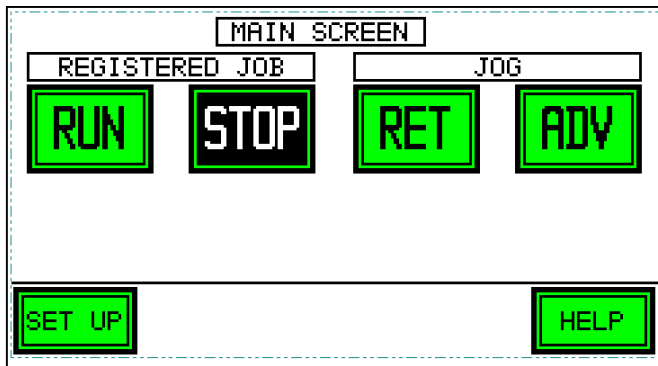 MAIN SCREEN
REGISTERED JOB JOG
RUN STOP RET ADV
SET UP HELP